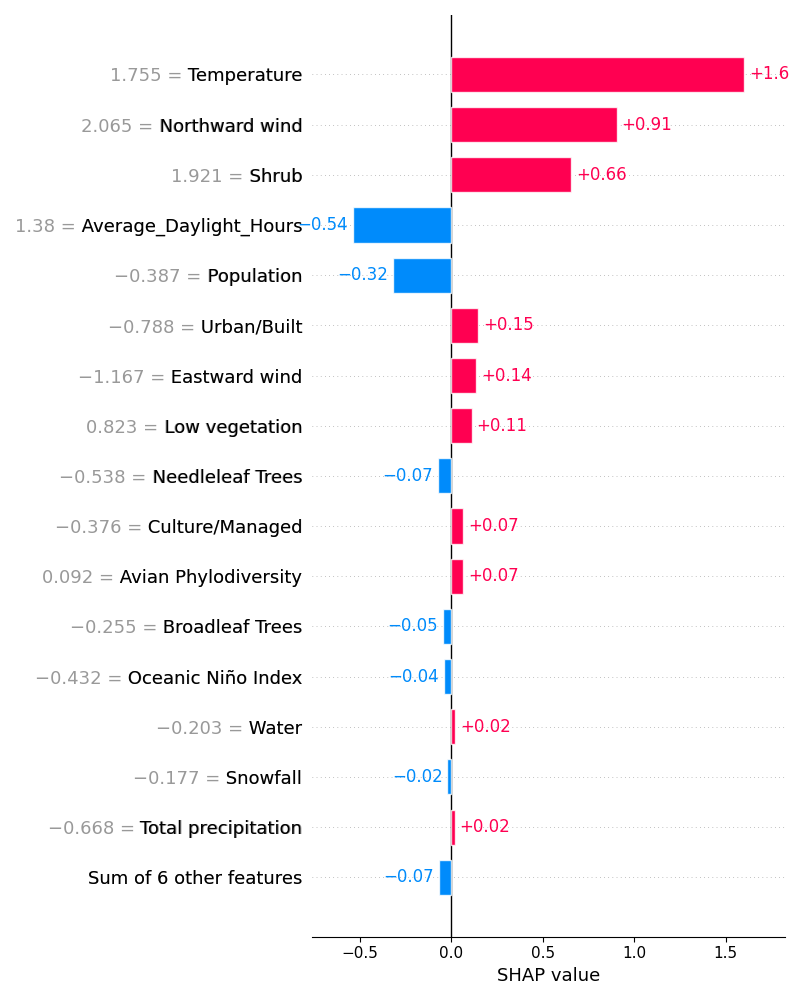 1.755 = Temperature +1.6
2.065 = Northward wind +0.91
1.921 = Shrub +0.66
1.38 = Average_Daylight_Hours −0.54
−0.387 = Population −0.32
−0.788 = Urban/Built +0.15
−1.167 = Eastward wind +0.14
0.823 = Low vegetation +0.11
−0.538 = Needleleaf Trees −0.07
−0.376 = Culture/Managed +0.07
0.092 = Avian Phylodiversity +0.07
−0.255 = Broadleaf Trees −0.05
−0.432 = Oceanic Niño Index −0.04
−0.203 = Water +0.02
−0.177 = Snowfall −0.02
−0.668 = Total precipitation +0.02
Sum of 6 other features −0.07
−0.5 0.0 0.5 1.0 1.5
SHAP value